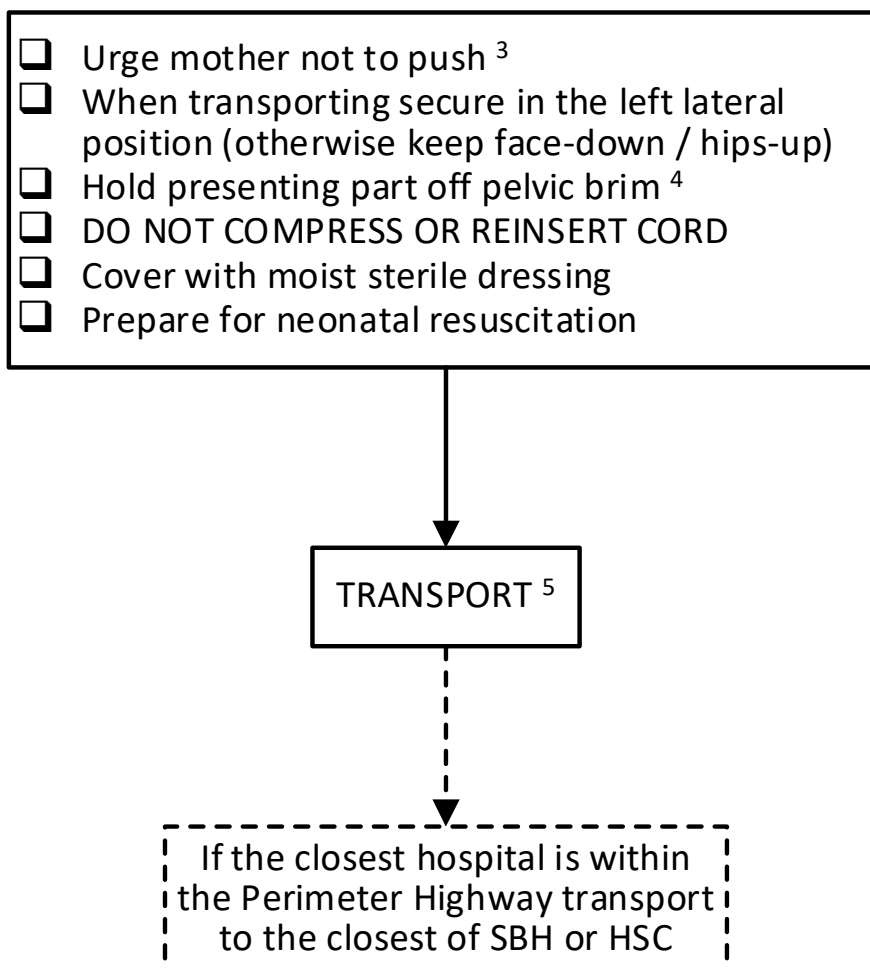 ❑ Urge mother not to push ³
❑ When transporting secure in the left lateral
position (otherwise keep face-down / hips-up)
❑ Hold presenting part off pelvic brim ⁴
❑ DO NOT COMPRESS OR REINSERT CORD
❑ Cover with moist sterile dressing
❑ Prepare for neonatal resuscitation
TRANSPORT ⁵
If the closest hospital is within
the Perimeter Highway transport
to the closest of SBH or HSC